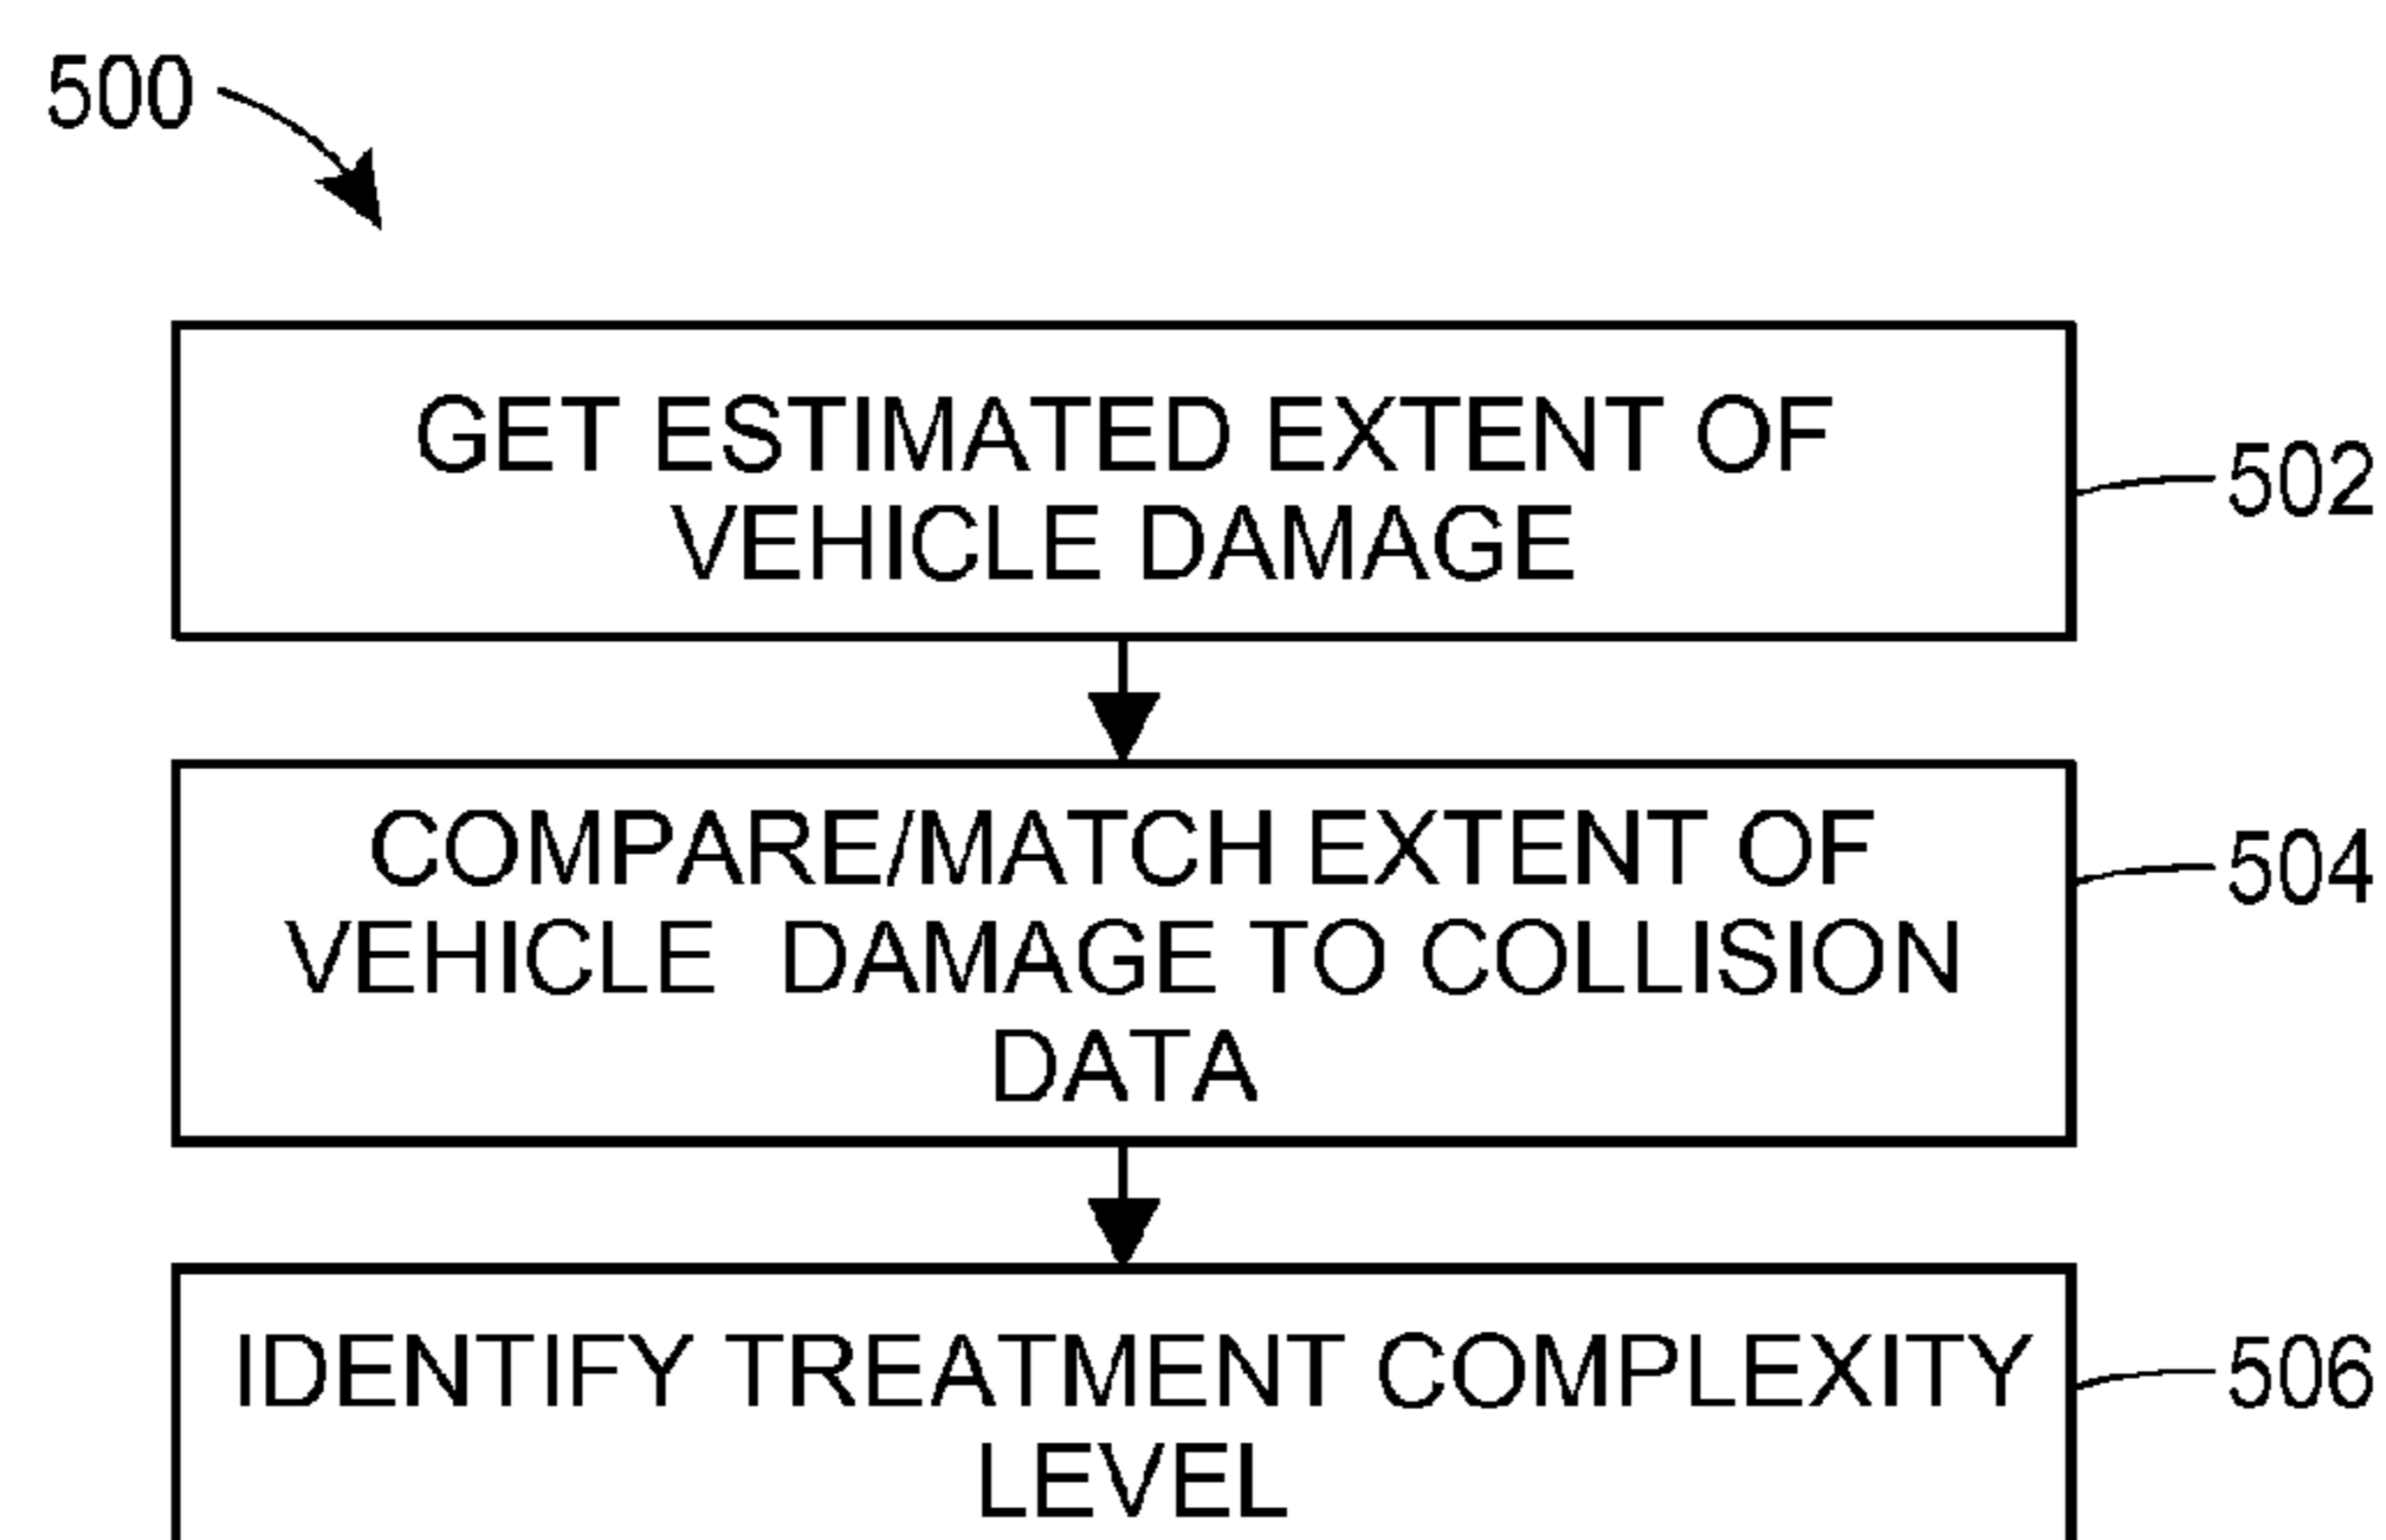 500
GET ESTIMATED EXTENT OF
VEHICLE DAMAGE
502
COMPARE/MATCH EXTENT OF
VEHICLE DAMAGE TO COLLISION
DATA
504
IDENTIFY TREATMENT COMPLEXITY
LEVEL
506